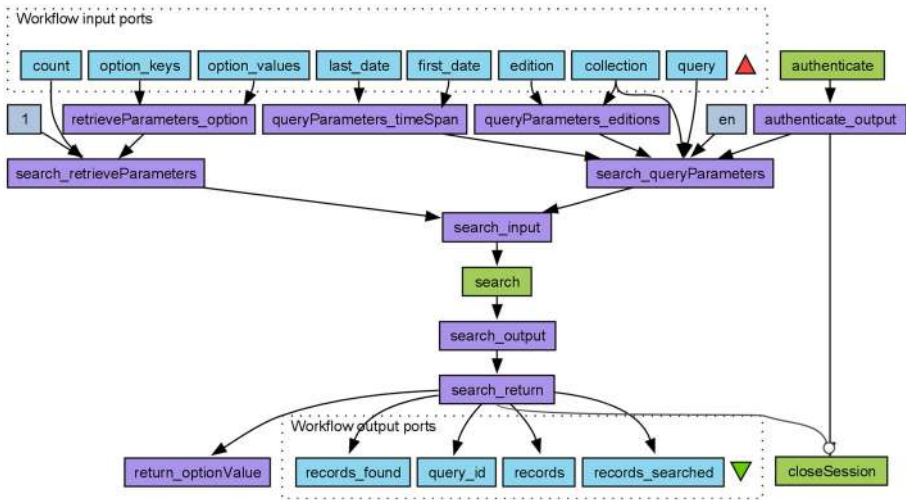 Workflow input ports
count
option_keys
option_values
last_date
first_date
edition
collection
query
authenticate
1
retrieveParameters_option
queryParameters_timeSpan
queryParameters_editions
en
authenticate_output
search_retrieveParameters
search_queryParameters
search_input
search
search_output
search_return
Workflow output ports
return_optionValue
records_found
query_id
records
records_searched
closeSession